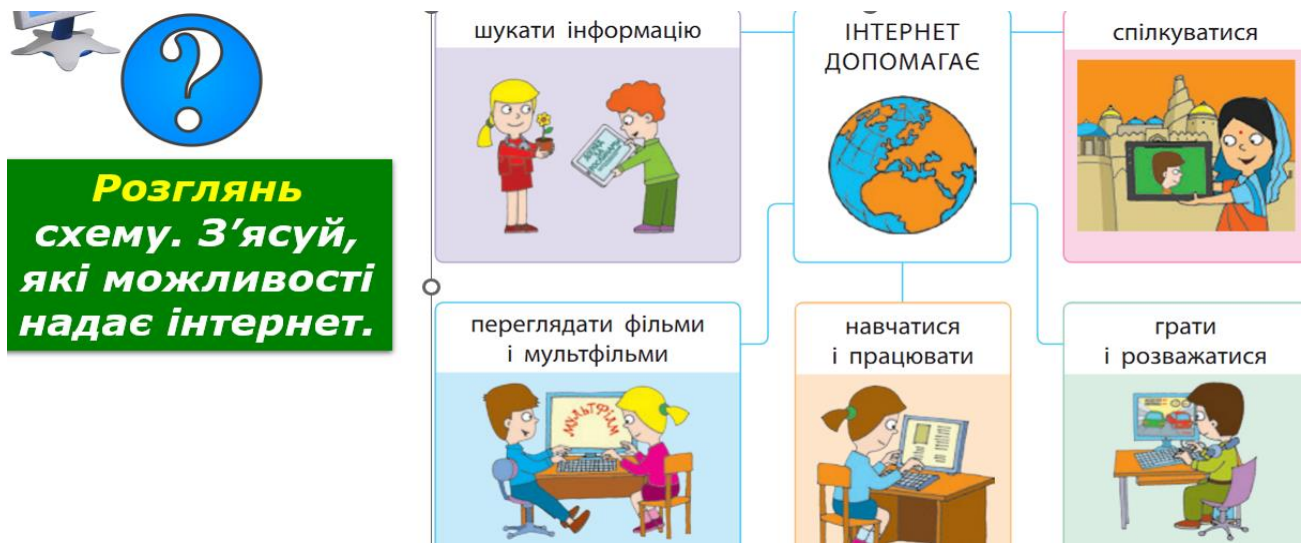 Розглянь
схему. З’ясуй,
які можливості
надає інтернет.
шукати інформацію
ІНТЕРНЕТ
ДОПОМАГАЄ
спілкуватися
переглядати фільми
і мультфільми
МУЛЬТФІЛМ
навчатися
і працювати
грати
і розважатися